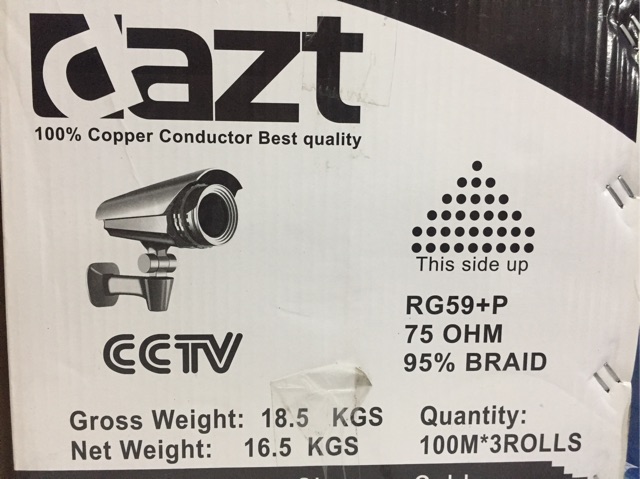 dazt
100% Copper Conductor Best quality
This side up
RG59+P
75 OHM
95% BRAID
CCTV
Gross Weight: 18.5 KGS
Net Weight: 16.5 KGS
Quantity:
100M*3ROLLS